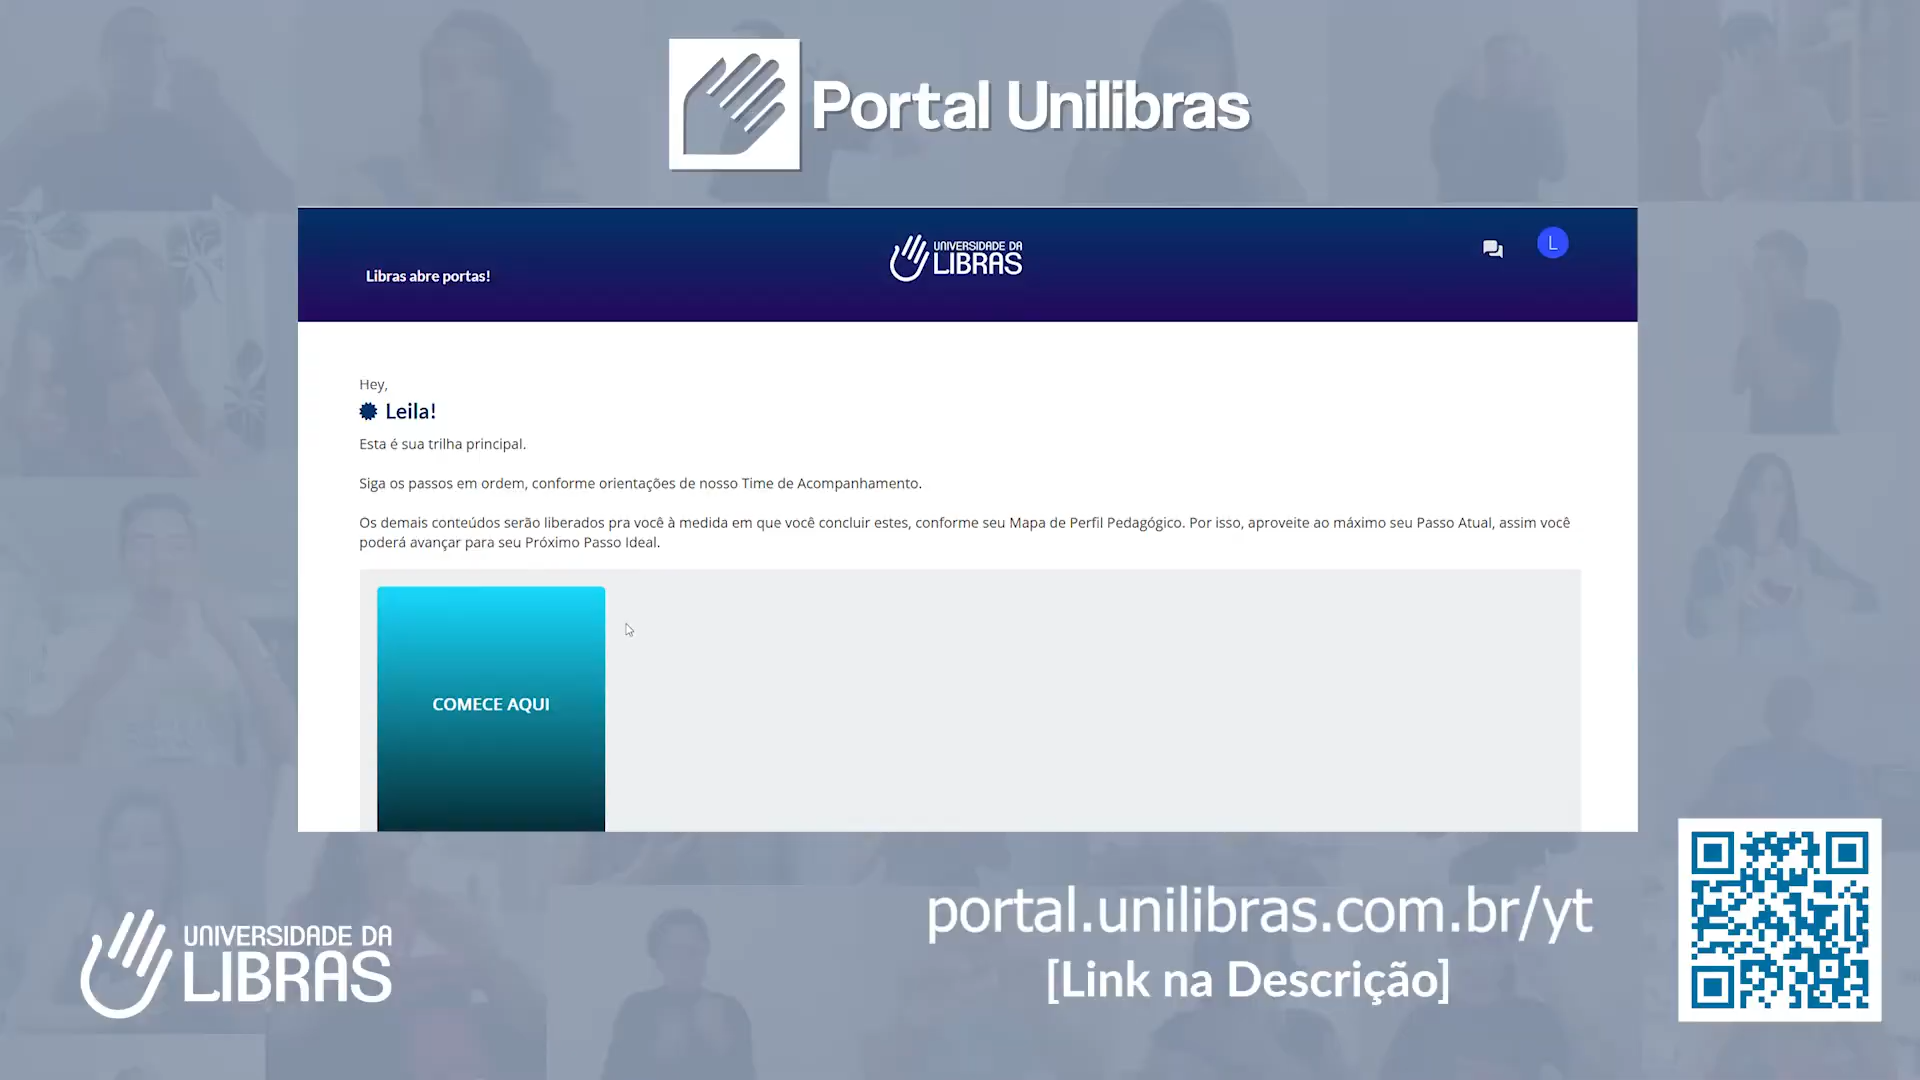 Portal Unilibras
Libras abre portas!
UNIVERSIDADE DA
LIBRAS
L
Hey,
Leila!
Esta é sua trilha principal.
Siga os passos em ordem, conforme orientações de nosso Time de Acompanhamento.
Os demais conteúdos serão liberados pra você à medida em que você concluir estes, conforme seu Mapa de Perfil Pedagógico. Por isso, aproveite ao máximo seu Passo Atual, assim você
poderá avançar para seu Próximo Passo Ideal.
COMECE AQUI
UNIVERSIDADE DA
LIBRAS
portal.unilibras.com.br/yt
[Link na Descrição]